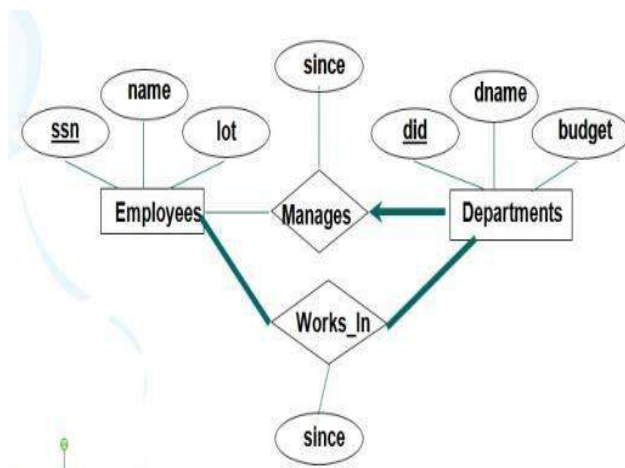 since
name
dname
ssn
lot
did
budget
Employees
Manages
Departments
Works_In
since